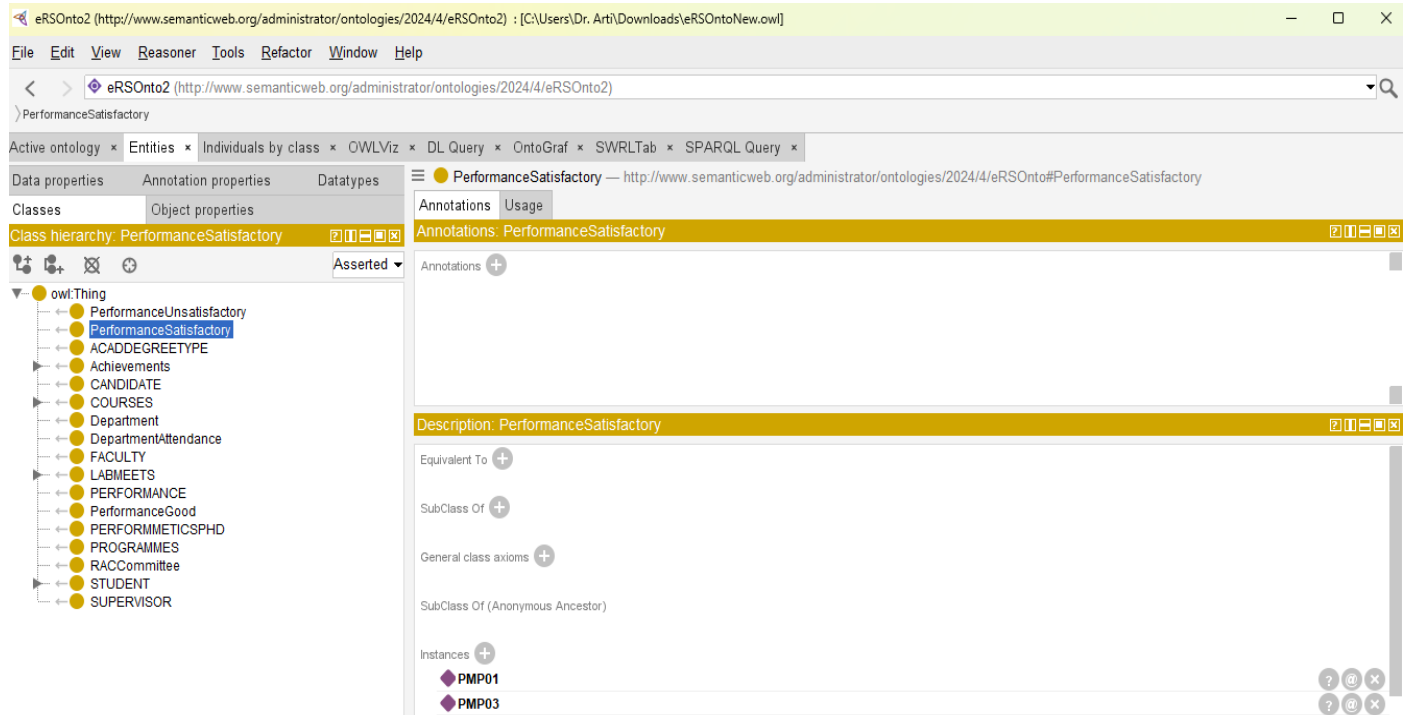 eRSOnto2 (http://www.semanticweb.org/administrator/ontologies/2024/4/eRSOnto2) : [C:\Users\Dr. Arti\Downloads\eRSOntoNew.owl]
File Edit View Reasoner Tools Refactor Window Help
eRSOnto2 (http://www.semanticweb.org/administrator/ontologies/2024/4/eRSOnto2)
PerformanceSatisfactory
Active ontology × Entities × Individuals by class × OWLViz × DL Query × OntoGraf × SWRLTab × SPARQL Query ×
Data properties Annotation properties Datatypes
Classes Object properties
Class hierarchy: PerformanceSatisfactory
Asserted
owl:Thing
PerformanceUnsatisfactory
PerformanceSatisfactory
ACADDEGREETYPE
Achievements
CANDIDATE
COURSES
Department
DepartmentAttendance
FACULTY
LABMEETS
PERFORMANCE
PerformanceGood
PERFORMMETICSPHD
PROGRAMMES
RACCommittee
STUDENT
SUPERVISOR
PerformanceSatisfactory — http://www.semanticweb.org/administrator/ontologies/2024/4/eRSOnto#PerformanceSatisfactory
Annotations Usage
Annotations: PerformanceSatisfactory
Annotations
Description: PerformanceSatisfactory
Equivalent To
SubClass Of
General class axioms
SubClass Of (Anonymous Ancestor)
Instances
PMP01
PMP03